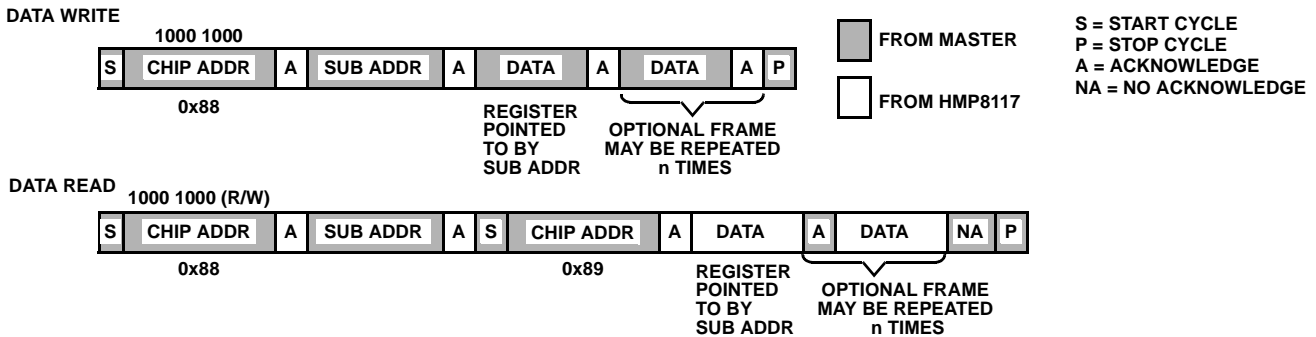 DATA WRITE
1000 1000
S CHIP ADDR A SUB ADDR A DATA A DATA A P
0x88
REGISTER
POINTED
TO BY
SUB ADDR
OPTIONAL FRAME
MAY BE REPEATED
n TIMES
FROM MASTER
FROM HMP8117
S = START CYCLE
P = STOP CYCLE
A = ACKNOWLEDGE
NA = NO ACKNOWLEDGE
DATA READ
1000 1000 (R/W)
S CHIP ADDR A SUB ADDR A S CHIP ADDR A DATA A DATA NA P
0x88
0x89
REGISTER
POINTED
TO BY
SUB ADDR
OPTIONAL FRAME
MAY BE REPEATED
n TIMES